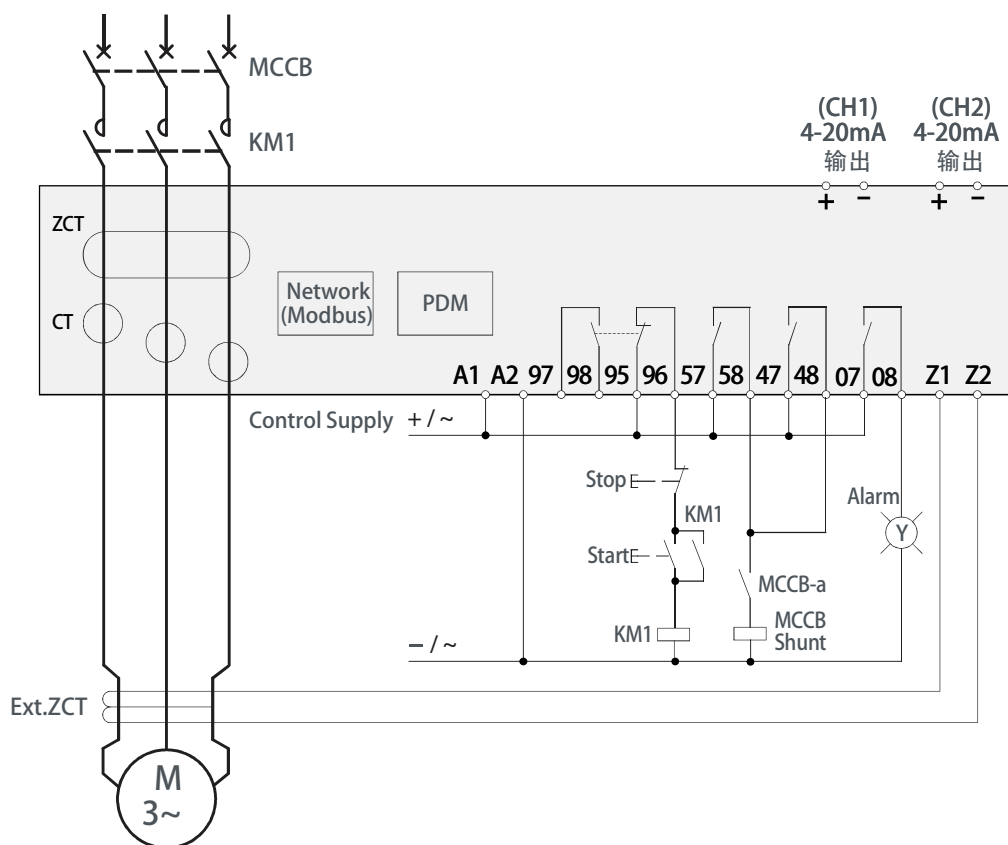 MCCB
KM1
(CH1)
4-20mA
输出
(CH2)
4-20mA
输出
+ − + −
ZCT
CT
Network
(Modbus)
PDM
A1 A2 97 98 95 96 57 58 47 48 07 08 Z1 Z2
Control Supply + / ~
Stop
KM1
Start
Alarm
Y
MCCB-a
KM1
MCCB
Shunt
− / ~
Ext.ZCT
M
3~